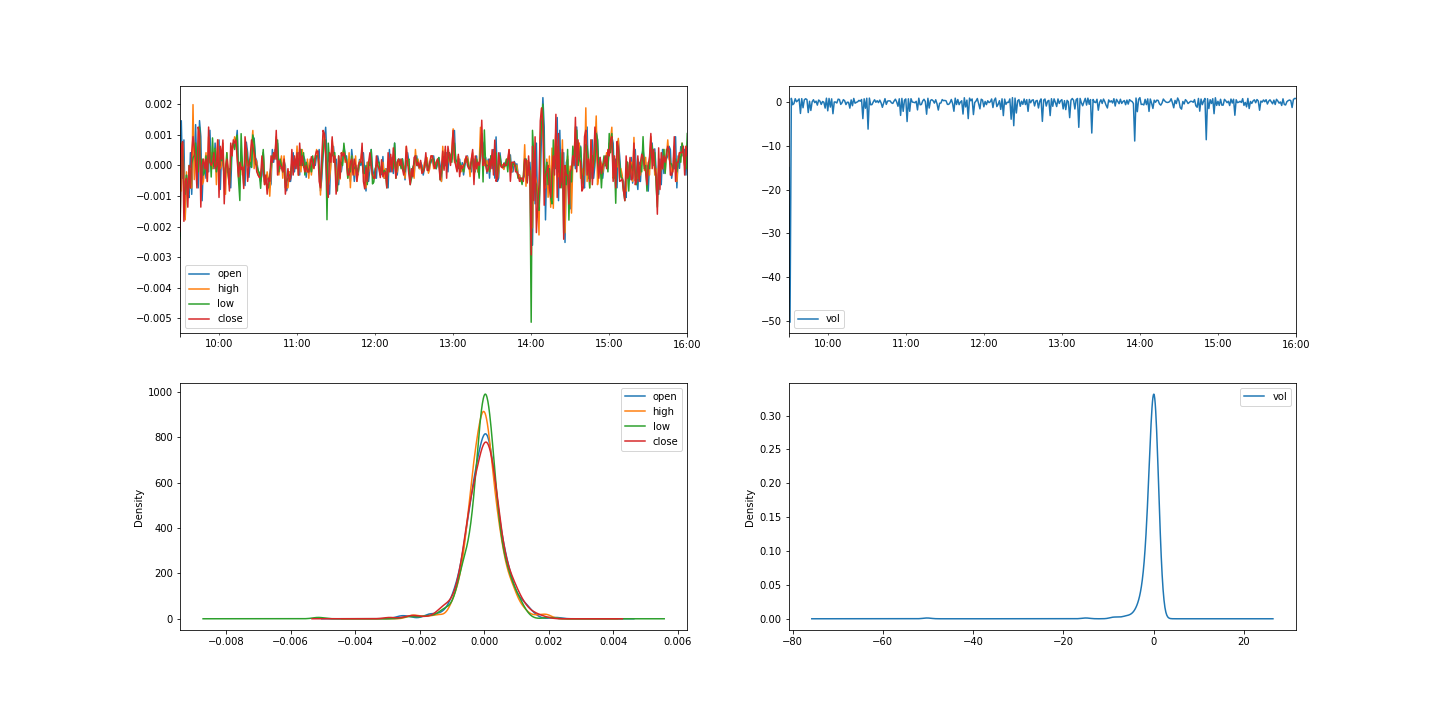 0.002
0.001
0.000
−0.001
−0.002
−0.003
−0.004
−0.005
open
high
low
close
10:00 11:00 12:00 13:00 14:00 15:00 16:00
0
−10
−20
−30
−40
−50
vol
10:00 11:00 12:00 13:00 14:00 15:00 16:00
1000
800
600
400
200
0
Density
open
high
low
close
−0.008 −0.006 −0.004 −0.002 0.000 0.002 0.004 0.006
0.30
0.25
0.20
0.15
0.10
0.05
0.00
Density
vol
−80 −60 −40 −20 0 20